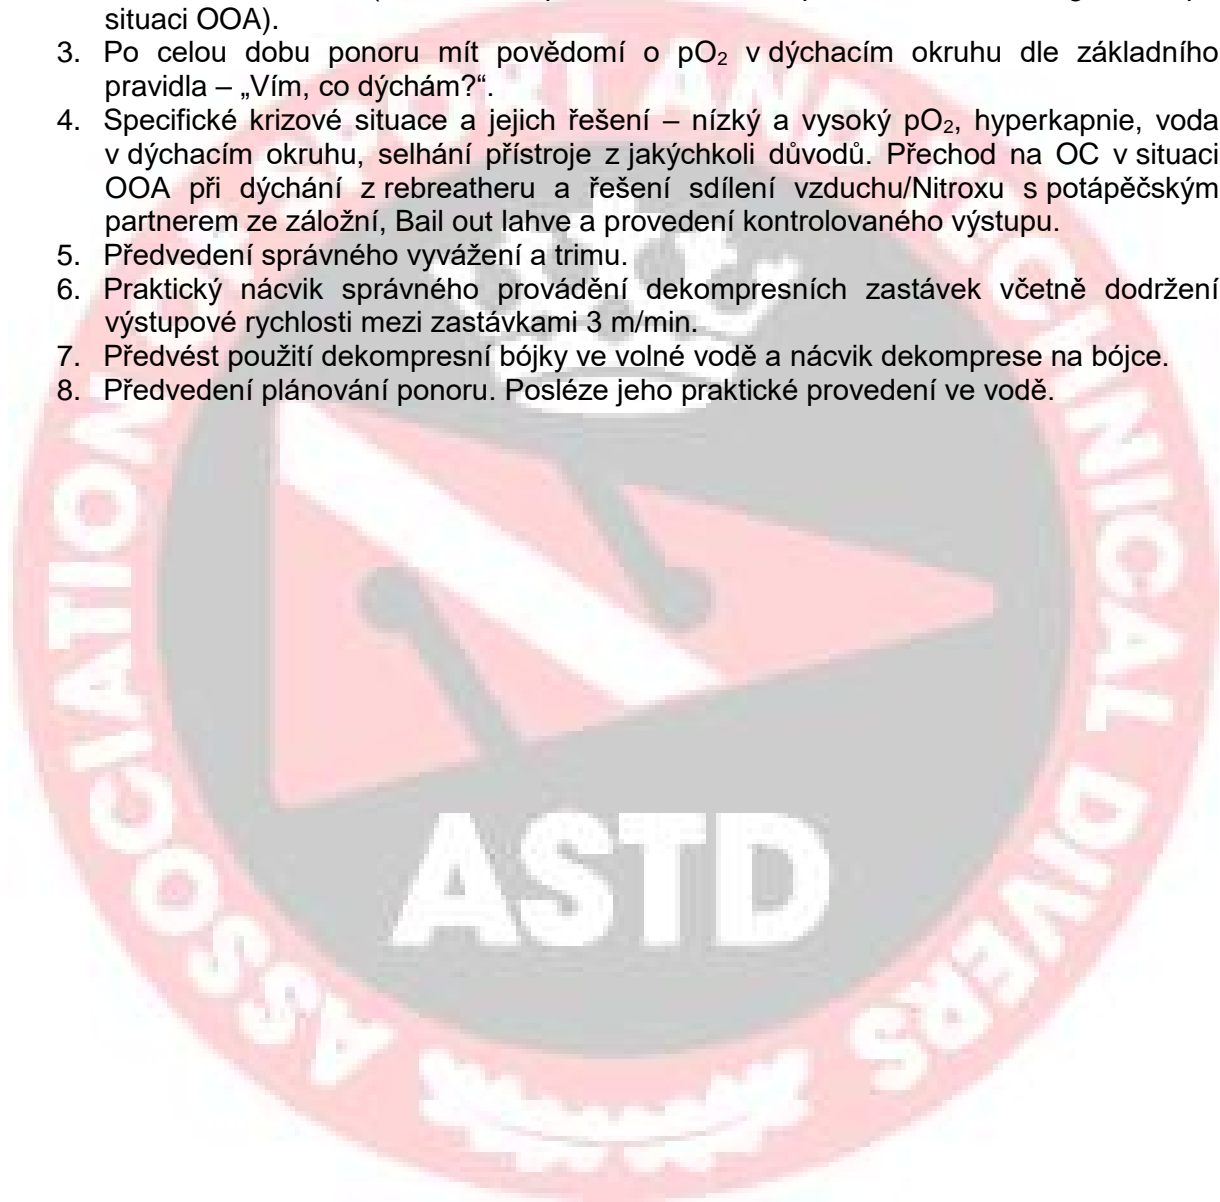 situaci OOA).
3. Po celou dobu ponoru mít povědomí o pO₂ v dýchacím okruhu dle základního
pravidla – „Vím, co dýchám?“.
4. Specifické krizové situace a jejich řešení – nízký a vysoký pO₂, hyperkapnie, voda
v dýchacím okruhu, selhání přístroje z jakýchkoli důvodů. Přechod na OC v situaci
OOA při dýchání z rebreatheru a řešení sdílení vzduchu/Nitroxu s potápěčským
partnerem ze záložní, Bail out lahve a provedení kontrolovaného výstupu.
5. Předvedení správného vyvážení a trimu.
6. Praktický nácvik správného provádění dekompresních zastávek včetně dodržení
výstupové rychlosti mezi zastávkami 3 m/min.
7. Předvést použití dekompresní bójky ve volné vodě a nácvik dekomprese na bójce.
8. Předvedení plánování ponoru. Posléze jeho praktické provedení ve vodě.
ASSOCIATION OF SPORT AND TECHNICAL DIVERS
ASTD